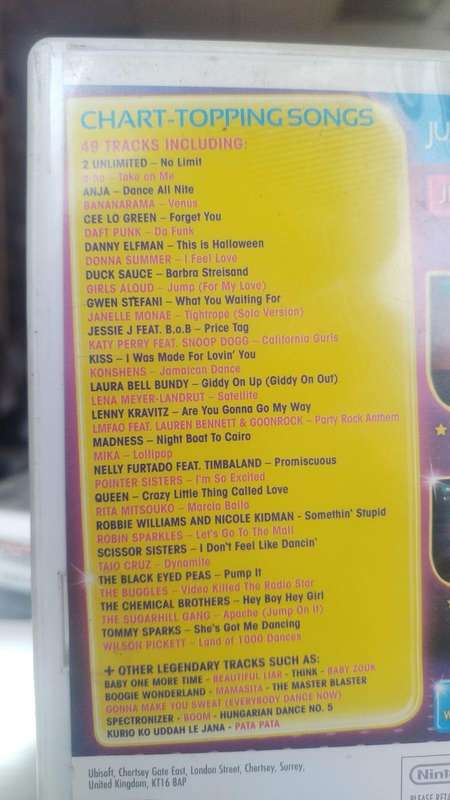 CHART-TOPPING SONGS
49 TRACKS INCLUDING:
2 UNLIMITED – No Limit
a-ha – Take on Me
ANJA – Dance All Nite
BANANARAMA – Venus
CEE LO GREEN – Forget You
DAFT PUNK – Da Funk
DANNY ELFMAN – This is Halloween
DONNA SUMMER – I Feel Love
DUCK SAUCE – Barbra Streisand
GIRLS ALOUD – Jump (For My Love)
GWEN STEFANI – What You Waiting For
JANELLE MONAE – Tightrope (Solo Version)
JESSIE J FEAT. B.o.B – Price Tag
KATY PERRY FEAT. SNOOP DOGG – California Gurls
KISS – I Was Made For Lovin' You
KONSHENS – Jamaican Dance
LAURA BELL BUNDY – Giddy On Up (Giddy On Out)
LENA MEYER-LANDRUT – Satellite
LENNY KRAVITZ – Are You Gonna Go My Way
LMFAO FEAT. LAUREN BENNETT & GOONROCK – Party Rock Anthem
MADNESS – Night Boat To Cairo
MIKA – Lollipop
NELLY FURTADO FEAT. TIMBALAND – Promiscuous
POINTER SISTERS – I'm So Excited
QUEEN – Crazy Little Thing Called Love
RITA MITSOUKO – Marcia Baila
ROBBIE WILLIAMS AND NICOLE KIDMAN - Somethin' Stupid
ROBIN SPARKLES – Let's Go To The Mall
SCISSOR SISTERS – I Don't Feel Like Dancin'
TAIO CRUZ – Dynamite
THE BLACK EYED PEAS – Pump It
THE BUGGLES – Video Killed The Radio Star
THE CHEMICAL BROTHERS – Hey Boy Hey Girl
THE SUGARHILL GANG – Apache (Jump On It)
TOMMY SPARKS – She's Got Me Dancing
WILSON PICKETT – Land of 1000 Dances
+ OTHER LEGENDARY TRACKS SUCH AS:
BABY ONE MORE TIME - BEAUTIFUL LIAR - THINK - BABY ZOUK
BOOGIE WONDERLAND - MAMASITA - THE MASTER BLASTER
GONNA MAKE YOU SWEAT (EVERYBODY DANCE NOW)
SPECTRONIZER - BOOM - HUNGARIAN DANCE NO. 5
KURIO KO UDDAH LE JANA - PATA PATA
Ubisoft, Chertsey Gate East, London Street, Chertsey, Surrey,
United Kingdom, KT16 8AP